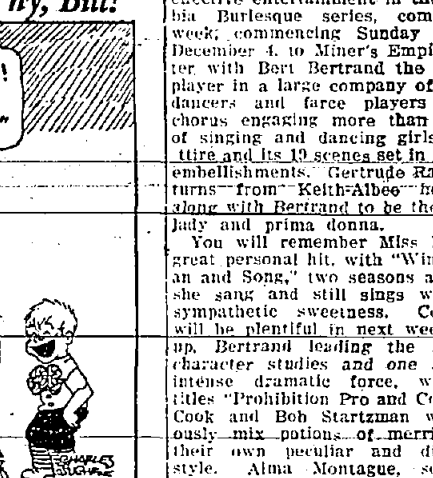 ny, Bill!
!
"
CHARLES
SUGHROE
effective entertainment in th
bia Burlesque series, com
week; commencing Sunday
December 4. to Miner's Empi
ter with Bert Bertrand the
player in a large company of
dancers and farce players
chorus engaging more than
of singing and dancing girls
ttire and its 19 scenes set in
embellishments. Gertrude Ra
turns from Keith-Albee he
along with Bertrand to be the
lady and prima donna.
You will remember Miss
great personal hit, with "Win
an and Song," two seasons a
she sang and still sings w
sympathetic sweetness. Co
will be plentiful in next wee
up, Bertrand leading the
character studies and one
intense dramatic force, w
titles "Prohibition Pro and Co
Cook and Bob Startzman w
ously mix potions of merri
their own peculiar and d
style. Alma Montague, s